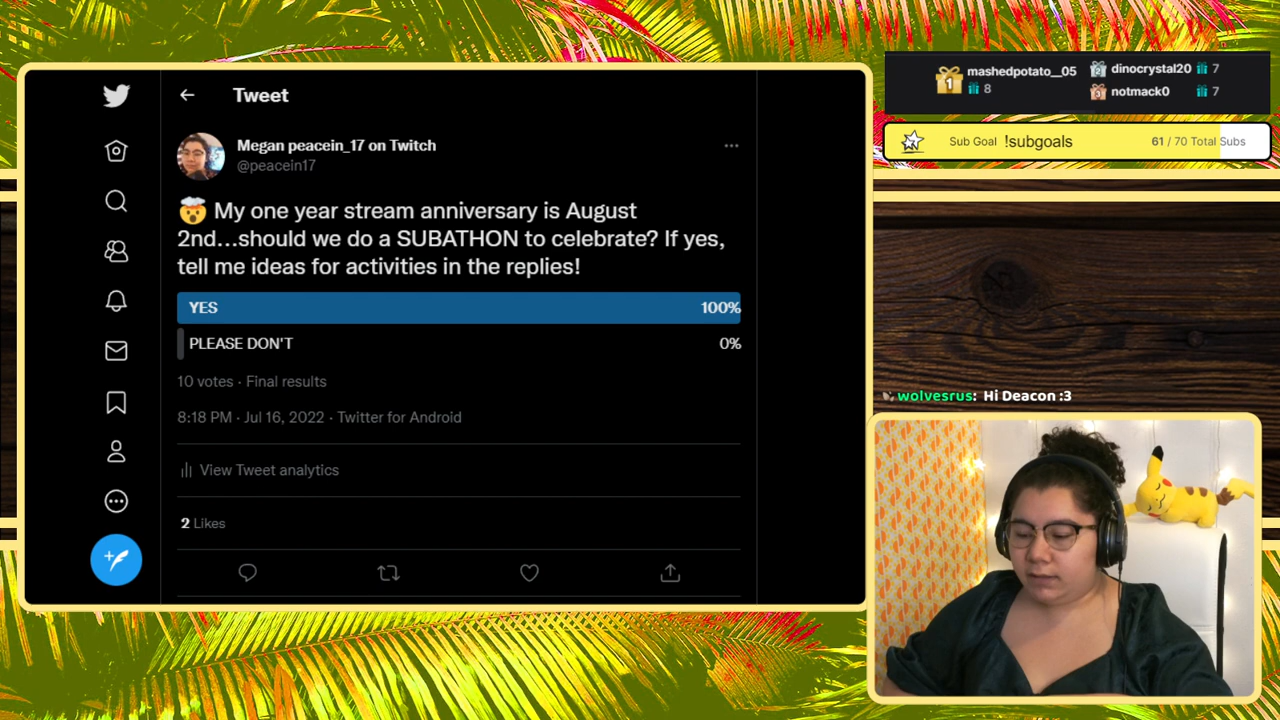 Tweet
Megan peacein_17 on Twitch
@peacein17
🤯 My one year stream anniversary is August
2nd...should we do a SUBATHON to celebrate? If yes,
tell me ideas for activities in the replies!
YES 100%
PLEASE DON'T 0%
10 votes · Final results
8:18 PM · Jul 16, 2022 · Twitter for Android
View Tweet analytics
2 Likes
1 mashedpotato__05
8
2 dinocrystal20 7
3 notmack0 7
Sub Goal !subgoals 61 / 70 Total Subs
wolvesrus: Hi Deacon :3